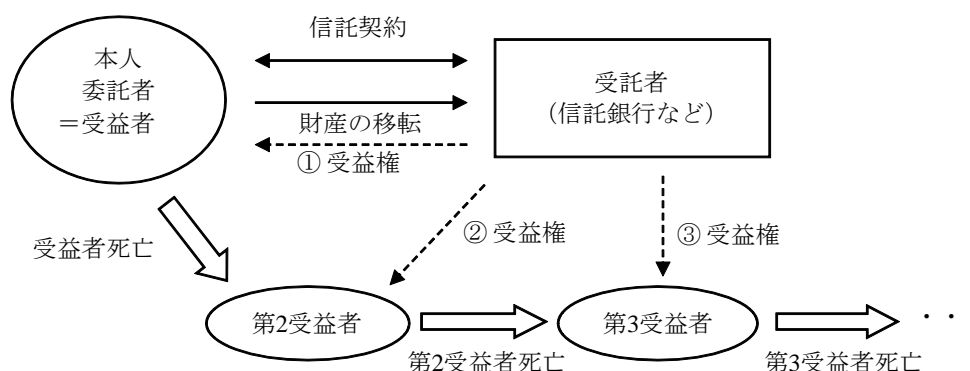 信託契約
本人
委託者
＝受益者
受託者
（信託銀行など）
財産の移転
① 受益権
受益者死亡
② 受益権
③ 受益権
第2受益者
第3受益者
・・
第2受益者死亡
第3受益者死亡